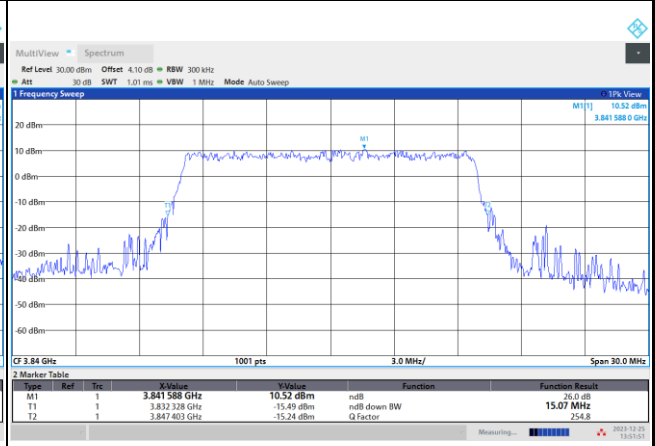 MultiView Spectrum
Ref Level 30.00 dBm Offset 4.10 dB RBW 300 kHz
Att 30 dB SWT 1.01 ms VBW 1 MHz Mode Auto Sweep
1 Frequency Sweep 1Pk View
M1[1] 10.52 dBm
3.841 588 0 GHz
20 dBm
M1
10 dBm
0 dBm
-10 dBm
T1
T2
-20 dBm
-30 dBm
-40 dBm
-50 dBm
-60 dBm
CF 3.84 GHz 1001 pts 3.0 MHz/ Span 30.0 MHz
2 Marker Table
Type Ref Trc X-Value Y-Value Function Function Result
M1 1 3.841 588 GHz 10.52 dBm ndB 26.0 dB
T1 1 3.832 328 GHz -15.49 dBm ndB down BW 15.07 MHz
T2 1 3.847 403 GHz -15.24 dBm Q Factor 254.8
Measuring... 2023-12-25
13:51:51